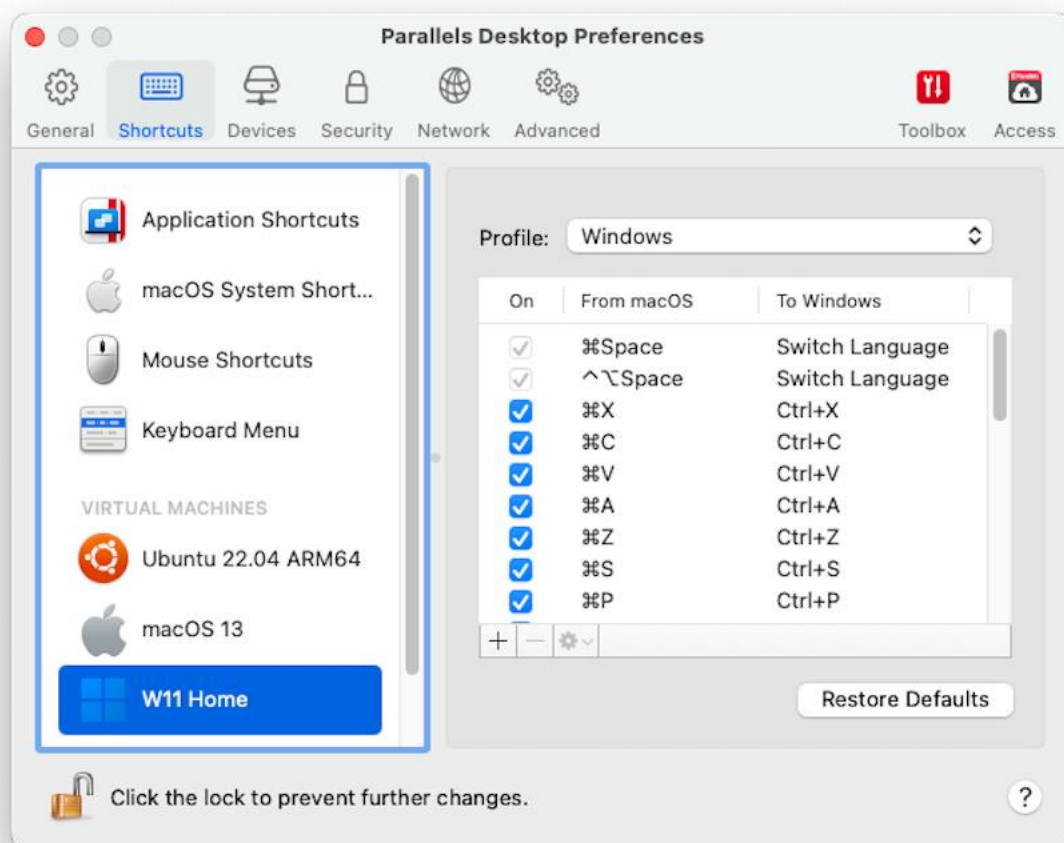 Parallels Desktop Preferences
General Shortcuts Devices Security Network Advanced Toolbox Access
Application Shortcuts
macOS System Short...
Mouse Shortcuts
Keyboard Menu
VIRTUAL MACHINES
Ubuntu 22.04 ARM64
macOS 13
W11 Home
Profile: Windows
On From macOS To Windows
⌘Space Switch Language
^⌥Space Switch Language
⌘X Ctrl+X
⌘C Ctrl+C
⌘V Ctrl+V
⌘A Ctrl+A
⌘Z Ctrl+Z
⌘S Ctrl+S
⌘P Ctrl+P
Restore Defaults
Click the lock to prevent further changes.
?